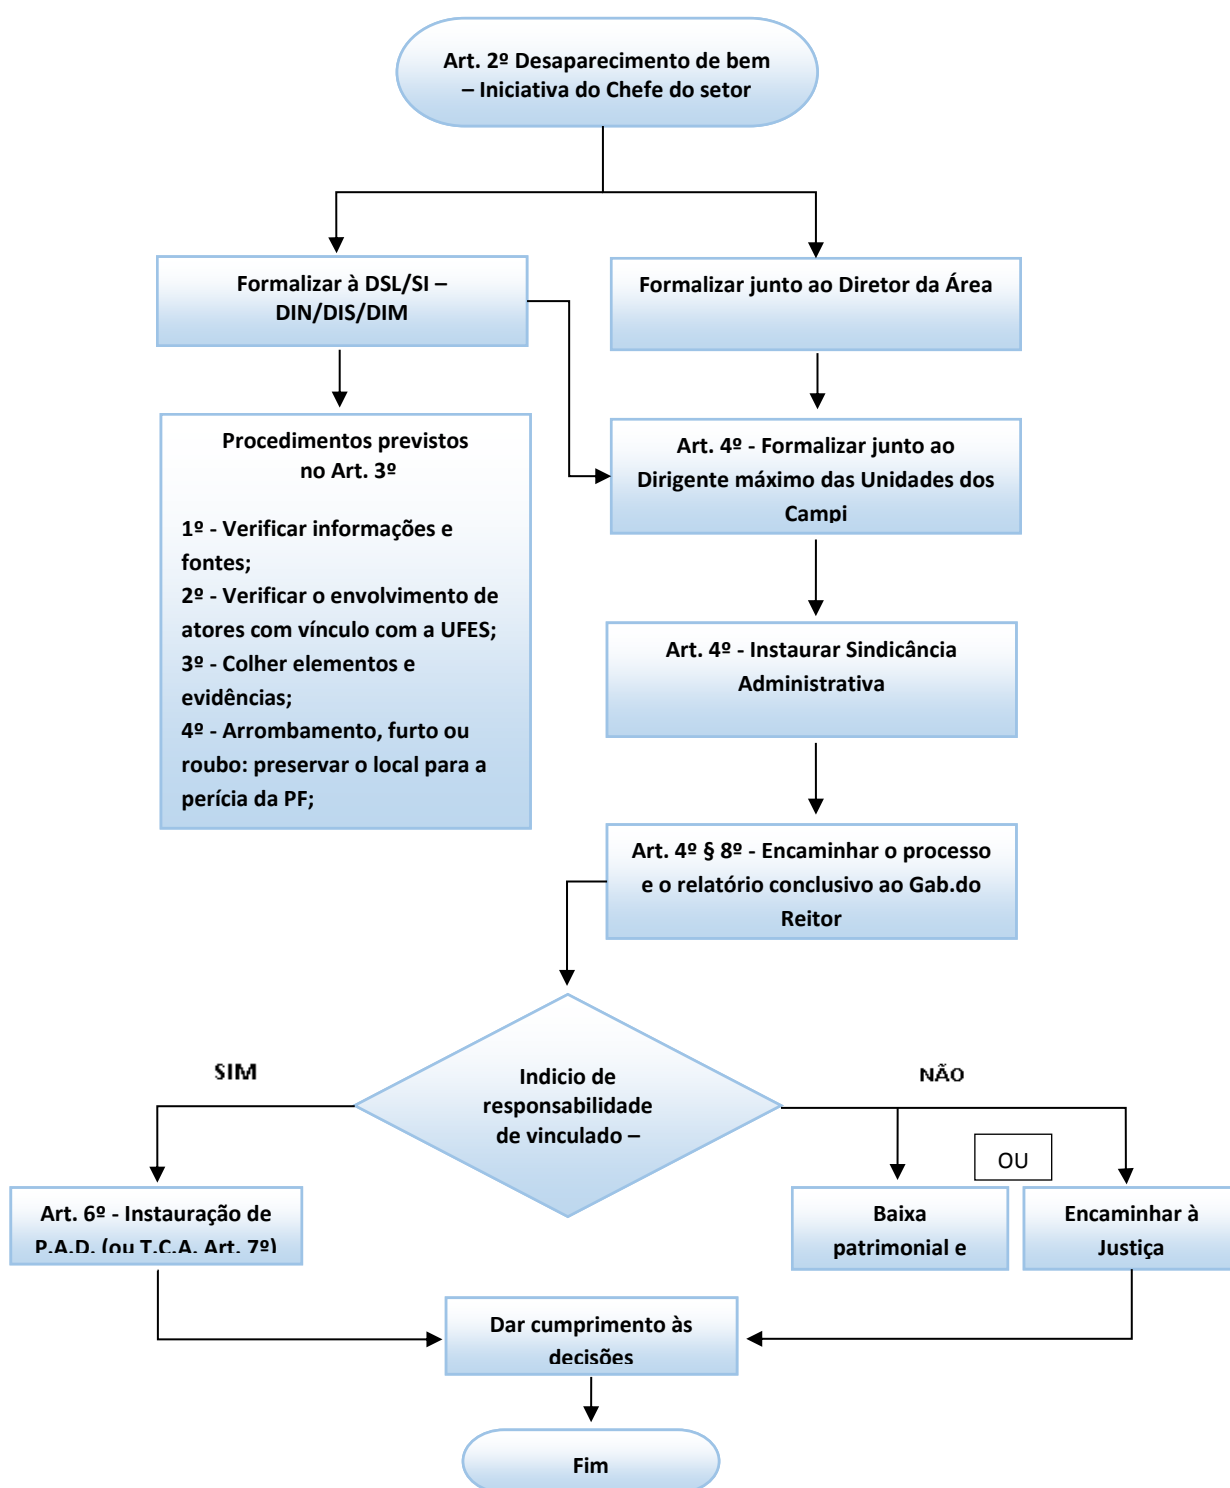 Art. 2º Desaparecimento de bem
– Iniciativa do Chefe do setor
Formalizar à DSL/SI –
DIN/DIS/DIM
Formalizar junto ao Diretor da Área
Procedimentos previstos
no Art. 3º
1º - Verificar informações e
fontes;
2º - Verificar o envolvimento de
atores com vínculo com a UFES;
3º - Colher elementos e
evidências;
4º - Arrombamento, furto ou
roubo: preservar o local para a
perícia da PF;
Art. 4º - Formalizar junto ao
Dirigente máximo das Unidades dos
Campi
Art. 4º - Instaurar Sindicância
Administrativa
Art. 4º § 8º - Encaminhar o processo
e o relatório conclusivo ao Gab.do
Reitor
SIM
Indicio de
responsabilidade
de vinculado –
NÃO
OU
Art. 6º - Instauração de
P.A.D. (ou T.C.A. Art. 7º)
Baixa
patrimonial e
Encaminhar à
Justiça
Dar cumprimento às
decisões
Fim